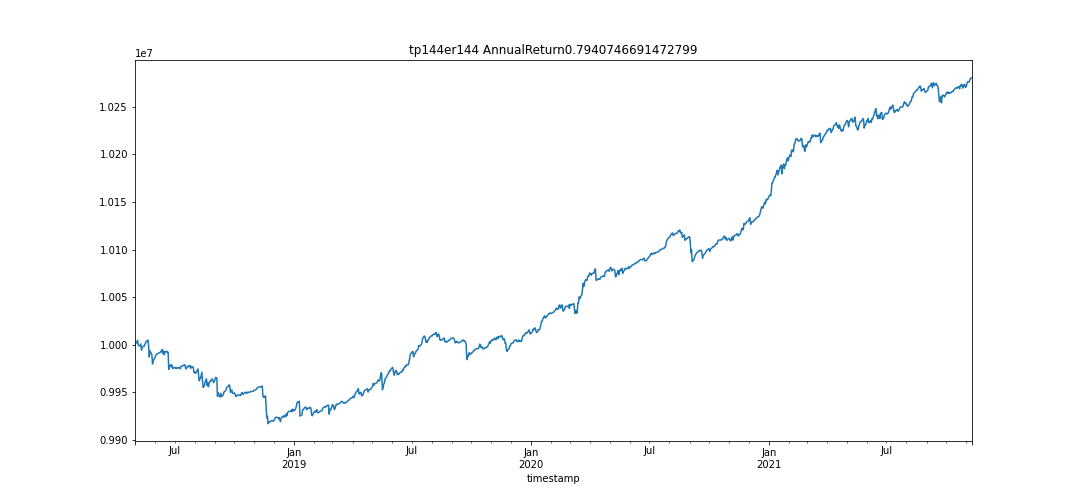 tp144er144 AnnualReturn0.7940746691472799
1e7
1.025
1.020
1.015
1.010
1.005
1.000
0.995
0.990
Jul Jan Jul Jan Jul Jan Jul
2019 2020 2021
timestamp